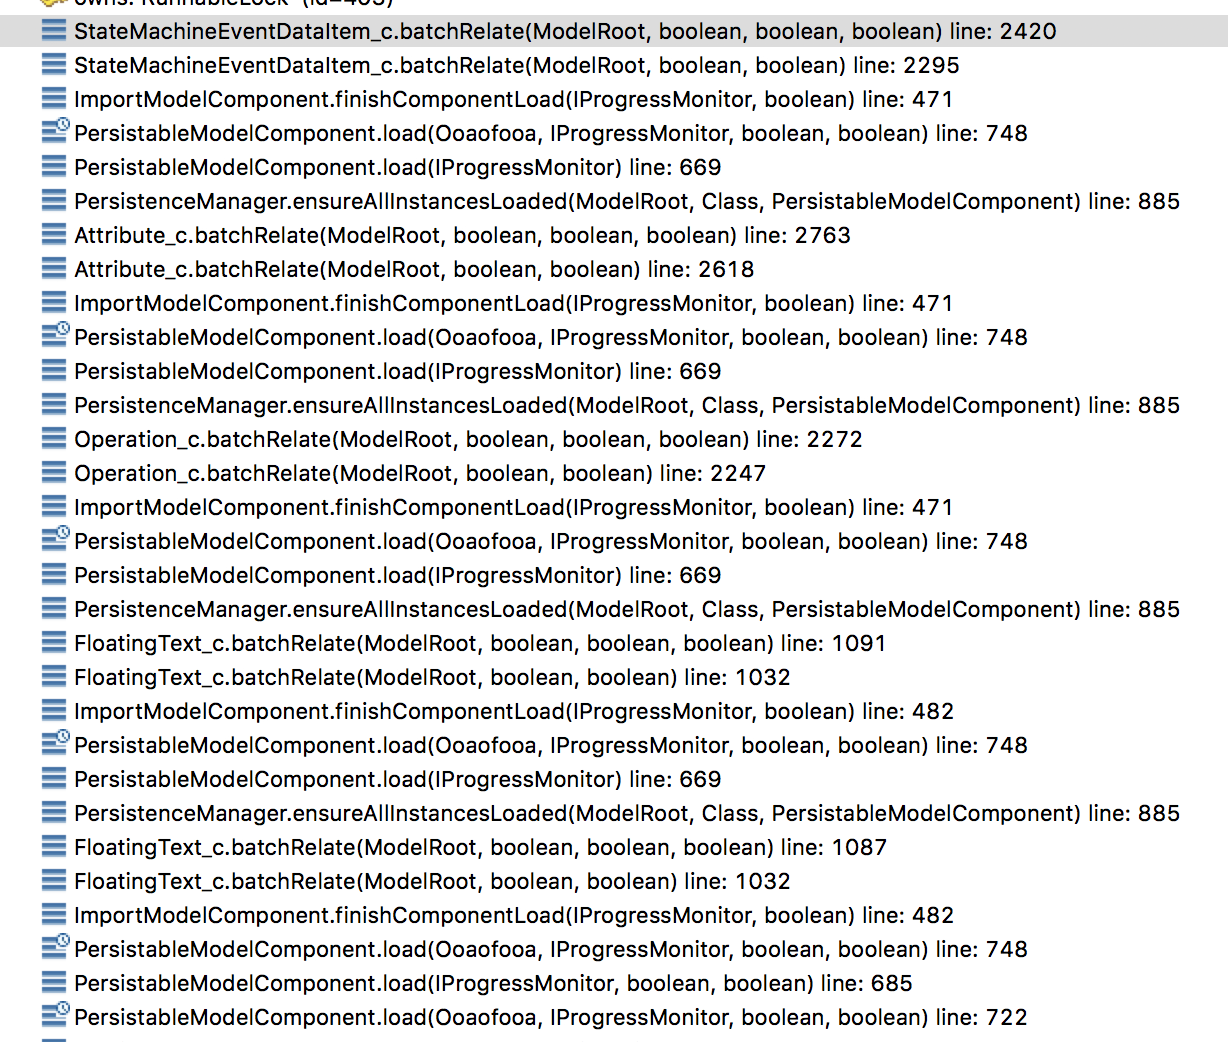 owns: RunnableLock (id=403)
StateMachineEventDataItem_c.batchRelate(ModelRoot, boolean, boolean, boolean) line: 2420
StateMachineEventDataItem_c.batchRelate(ModelRoot, boolean, boolean) line: 2295
ImportModelComponent.finishComponentLoad(IProgressMonitor, boolean) line: 471
PersistableModelComponent.load(Ooaofooa, IProgressMonitor, boolean, boolean) line: 748
PersistableModelComponent.load(IProgressMonitor) line: 669
PersistenceManager.ensureAllInstancesLoaded(ModelRoot, Class, PersistableModelComponent) line: 885
Attribute_c.batchRelate(ModelRoot, boolean, boolean, boolean) line: 2763
Attribute_c.batchRelate(ModelRoot, boolean, boolean) line: 2618
ImportModelComponent.finishComponentLoad(IProgressMonitor, boolean) line: 471
PersistableModelComponent.load(Ooaofooa, IProgressMonitor, boolean, boolean) line: 748
PersistableModelComponent.load(IProgressMonitor) line: 669
PersistenceManager.ensureAllInstancesLoaded(ModelRoot, Class, PersistableModelComponent) line: 885
Operation_c.batchRelate(ModelRoot, boolean, boolean, boolean) line: 2272
Operation_c.batchRelate(ModelRoot, boolean, boolean) line: 2247
ImportModelComponent.finishComponentLoad(IProgressMonitor, boolean) line: 471
PersistableModelComponent.load(Ooaofooa, IProgressMonitor, boolean, boolean) line: 748
PersistableModelComponent.load(IProgressMonitor) line: 669
PersistenceManager.ensureAllInstancesLoaded(ModelRoot, Class, PersistableModelComponent) line: 885
FloatingText_c.batchRelate(ModelRoot, boolean, boolean, boolean) line: 1091
FloatingText_c.batchRelate(ModelRoot, boolean, boolean) line: 1032
ImportModelComponent.finishComponentLoad(IProgressMonitor, boolean) line: 482
PersistableModelComponent.load(Ooaofooa, IProgressMonitor, boolean, boolean) line: 748
PersistableModelComponent.load(IProgressMonitor) line: 669
PersistenceManager.ensureAllInstancesLoaded(ModelRoot, Class, PersistableModelComponent) line: 885
FloatingText_c.batchRelate(ModelRoot, boolean, boolean, boolean) line: 1087
FloatingText_c.batchRelate(ModelRoot, boolean, boolean) line: 1032
ImportModelComponent.finishComponentLoad(IProgressMonitor, boolean) line: 482
PersistableModelComponent.load(Ooaofooa, IProgressMonitor, boolean, boolean) line: 748
PersistableModelComponent.load(IProgressMonitor, boolean, boolean) line: 685
PersistableModelComponent.load(Ooaofooa, IProgressMonitor, boolean, boolean) line: 722